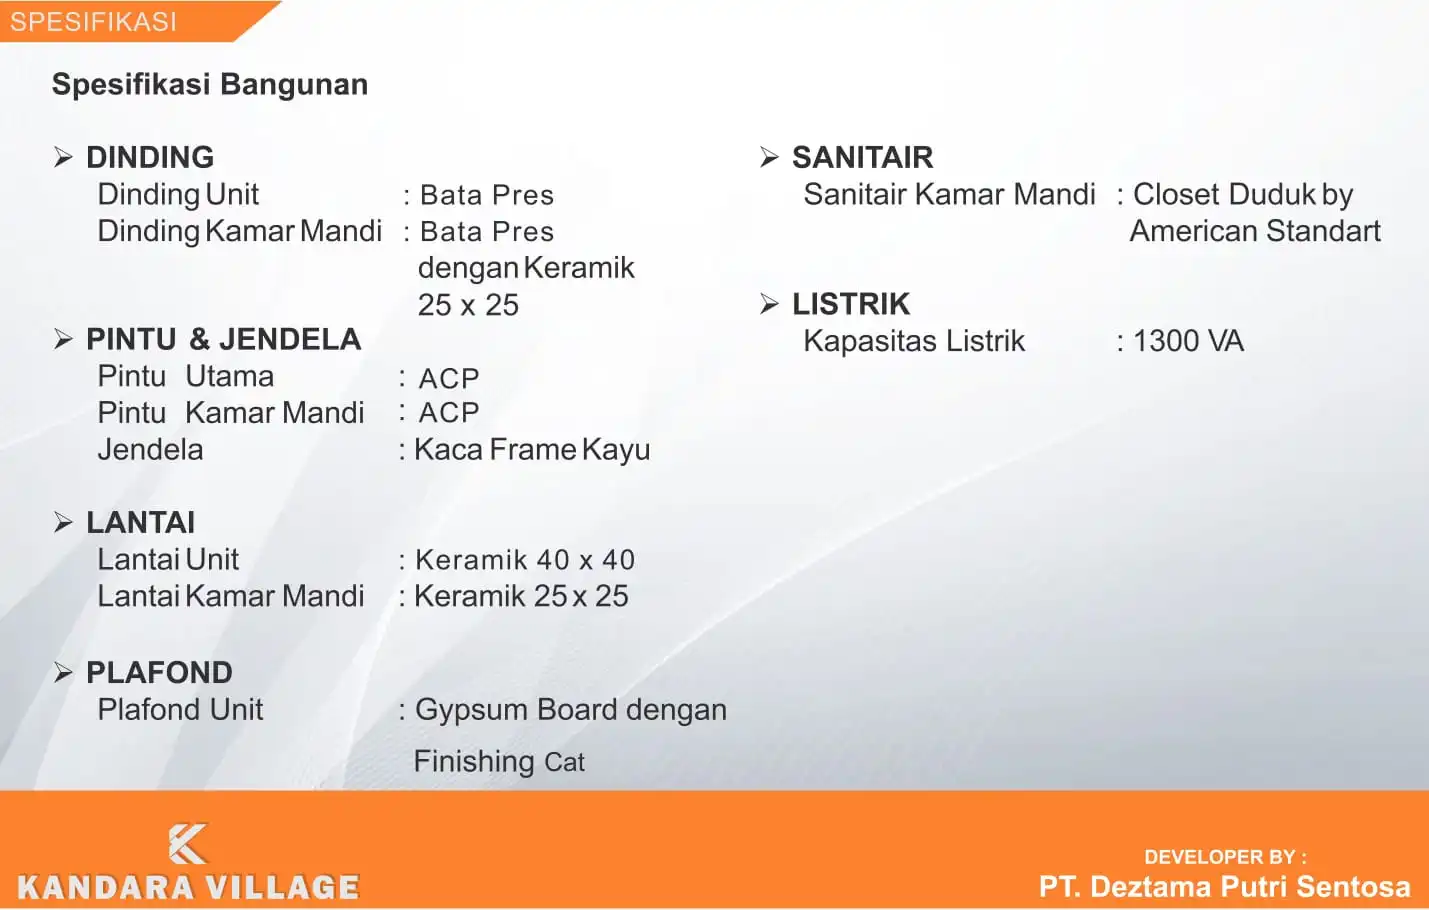 SPESIFIKASI
Spesifikasi Bangunan
➢ DINDING
Dinding Unit : Bata Pres
Dinding Kamar Mandi : Bata Pres
dengan Keramik
25 x 25
➢ PINTU & JENDELA
Pintu Utama : ACP
Pintu Kamar Mandi : ACP
Jendela : Kaca Frame Kayu
➢ LANTAI
Lantai Unit : Keramik 40 x 40
Lantai Kamar Mandi : Keramik 25 x 25
➢ PLAFOND
Plafond Unit : Gypsum Board dengan
Finishing Cat
➢ SANITAIR
Sanitair Kamar Mandi : Closet Duduk by
American Standart
➢ LISTRIK
Kapasitas Listrik : 1300 VA
KANDARA VILLAGE
DEVELOPER BY :
PT. Deztama Putri Sentosa